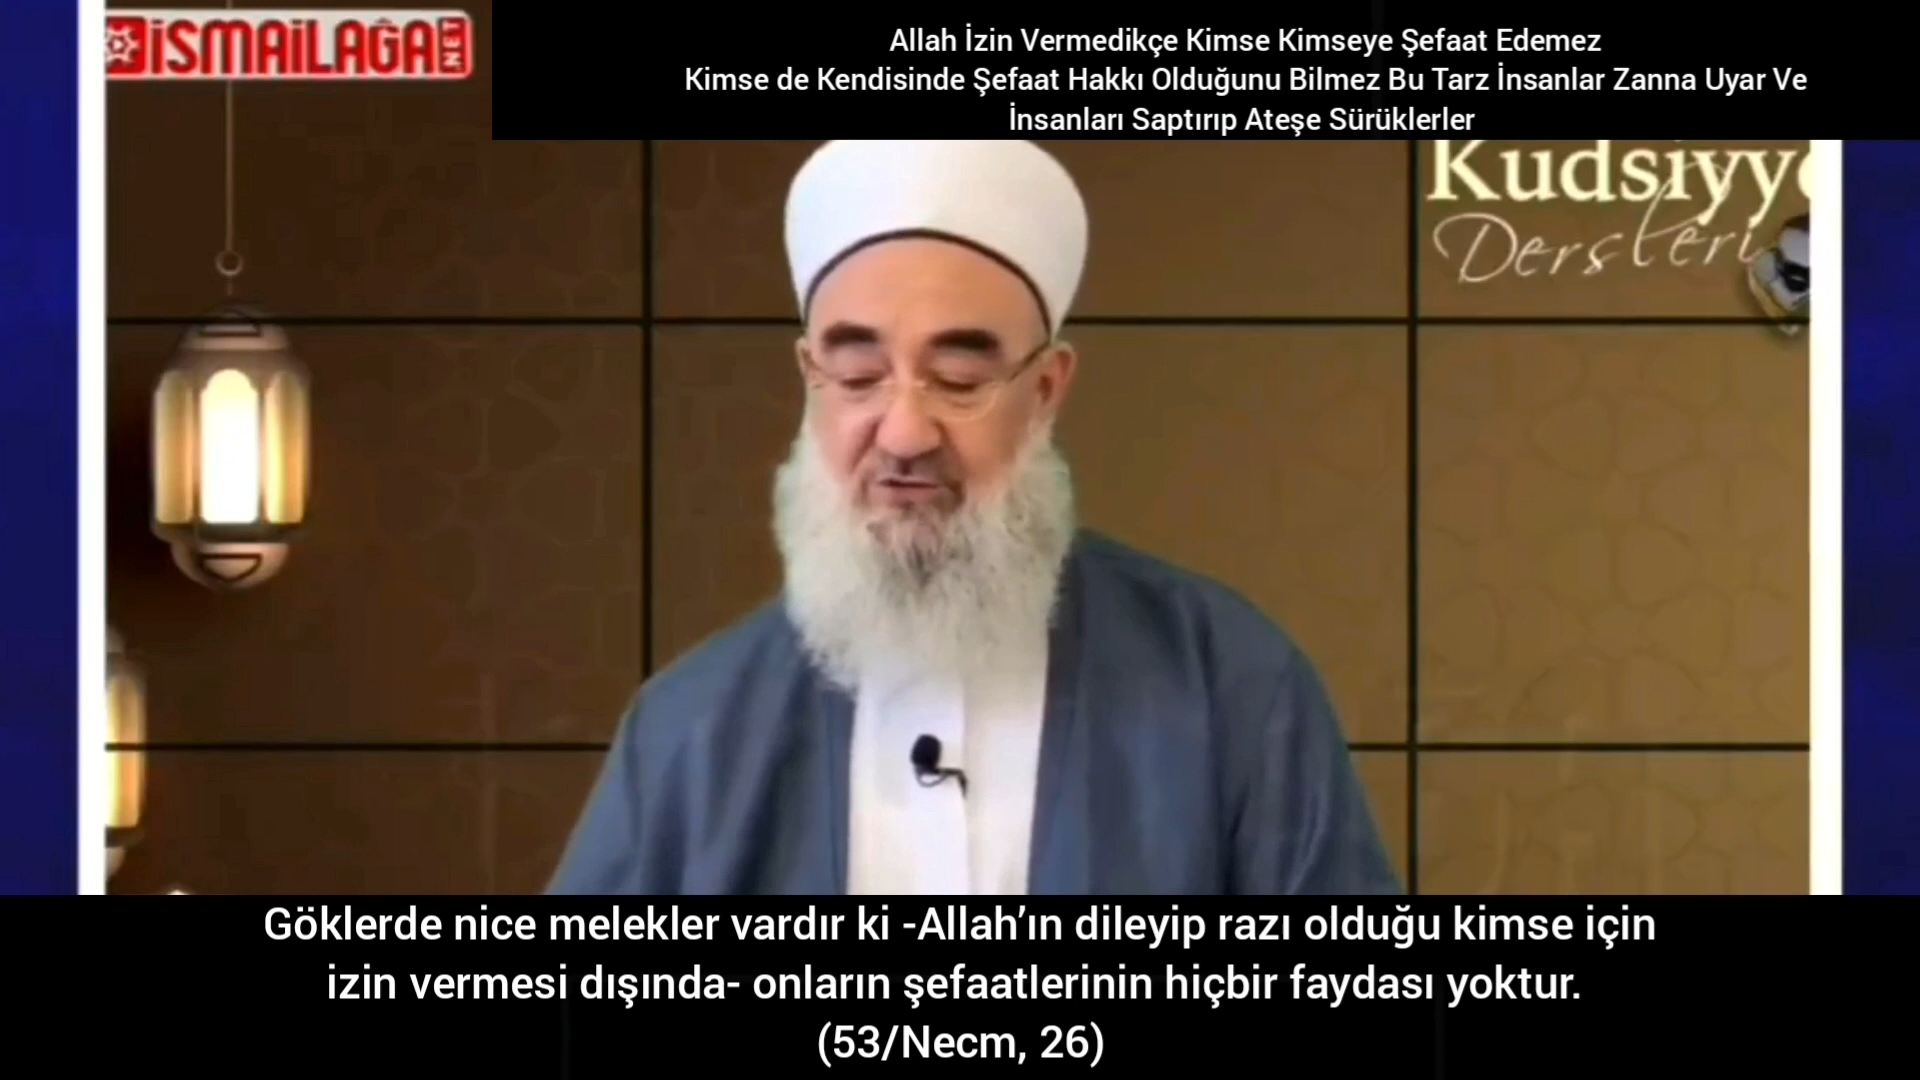 İSMAİLAĞA.NET
Allah İzin Vermedikçe Kimse Kimseye Şefaat Edemez
Kimse de Kendisinde Şefaat Hakkı Olduğunu Bilmez Bu Tarz İnsanlar Zanna Uyar Ve
İnsanları Saptırıp Ateşe Sürüklerler
Kudsiyye
Dersleri
Göklerde nice melekler vardır ki -Allah’ın dileyip razı olduğu kimse için
izin vermesi dışında- onların şefaatlerinin hiçbir faydası yoktur.
(53/Necm, 26)